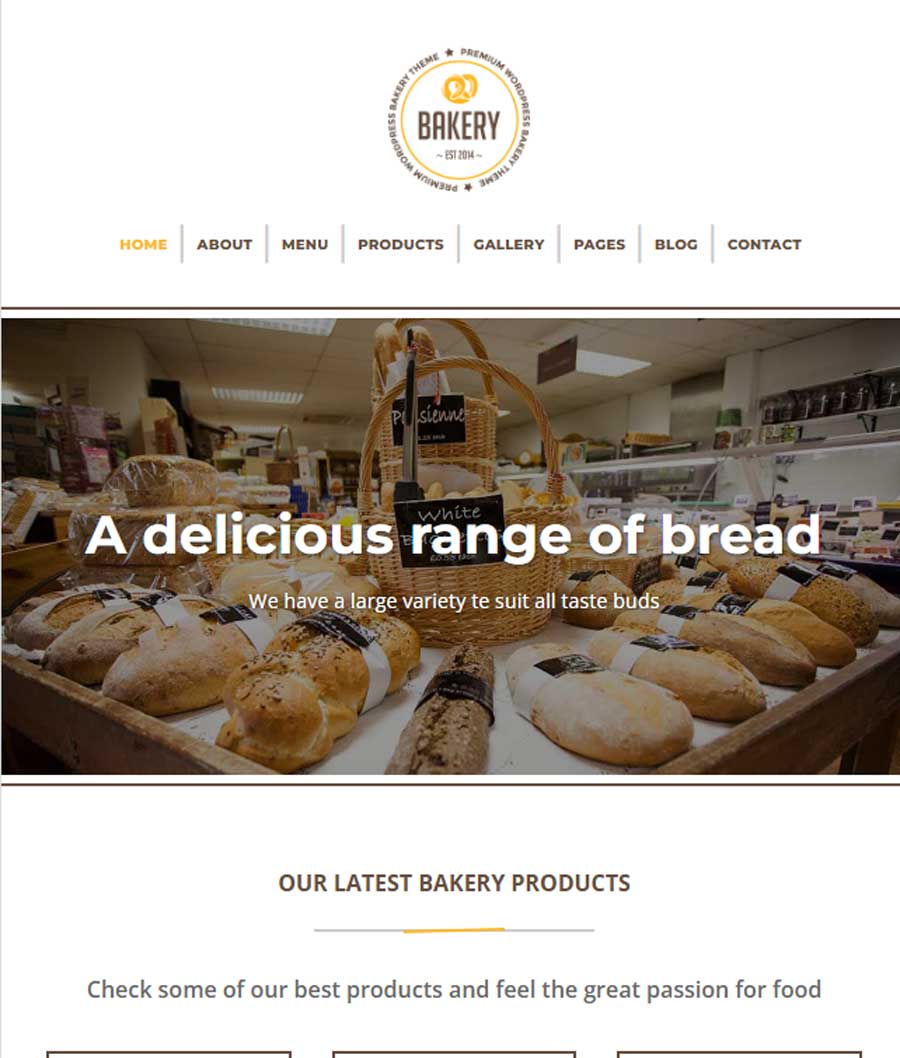 PREMIUM WORDPRESS BAKERY THEME ★ PREMIUM WORDPRESS BAKERY THEME ★
BAKERY
~ EST 2014 ~
HOME ABOUT MENU PRODUCTS GALLERY PAGES BLOG CONTACT
White
A delicious range of bread
We have a large variety te suit all taste buds
OUR LATEST BAKERY PRODUCTS
Check some of our best products and feel the great passion for food